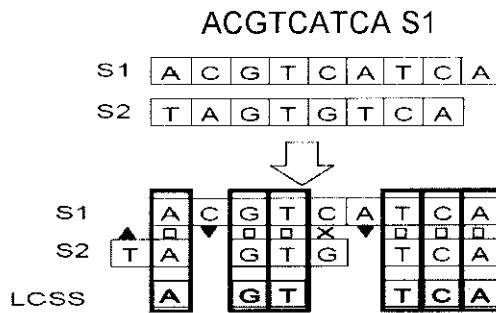 ACGTCATCA S1
S1 A C G T C A T C A
S2 T A G T G T C A
S1 A C G T C A T C A
S2 T A G T G T C A
LCSS A G T T C A